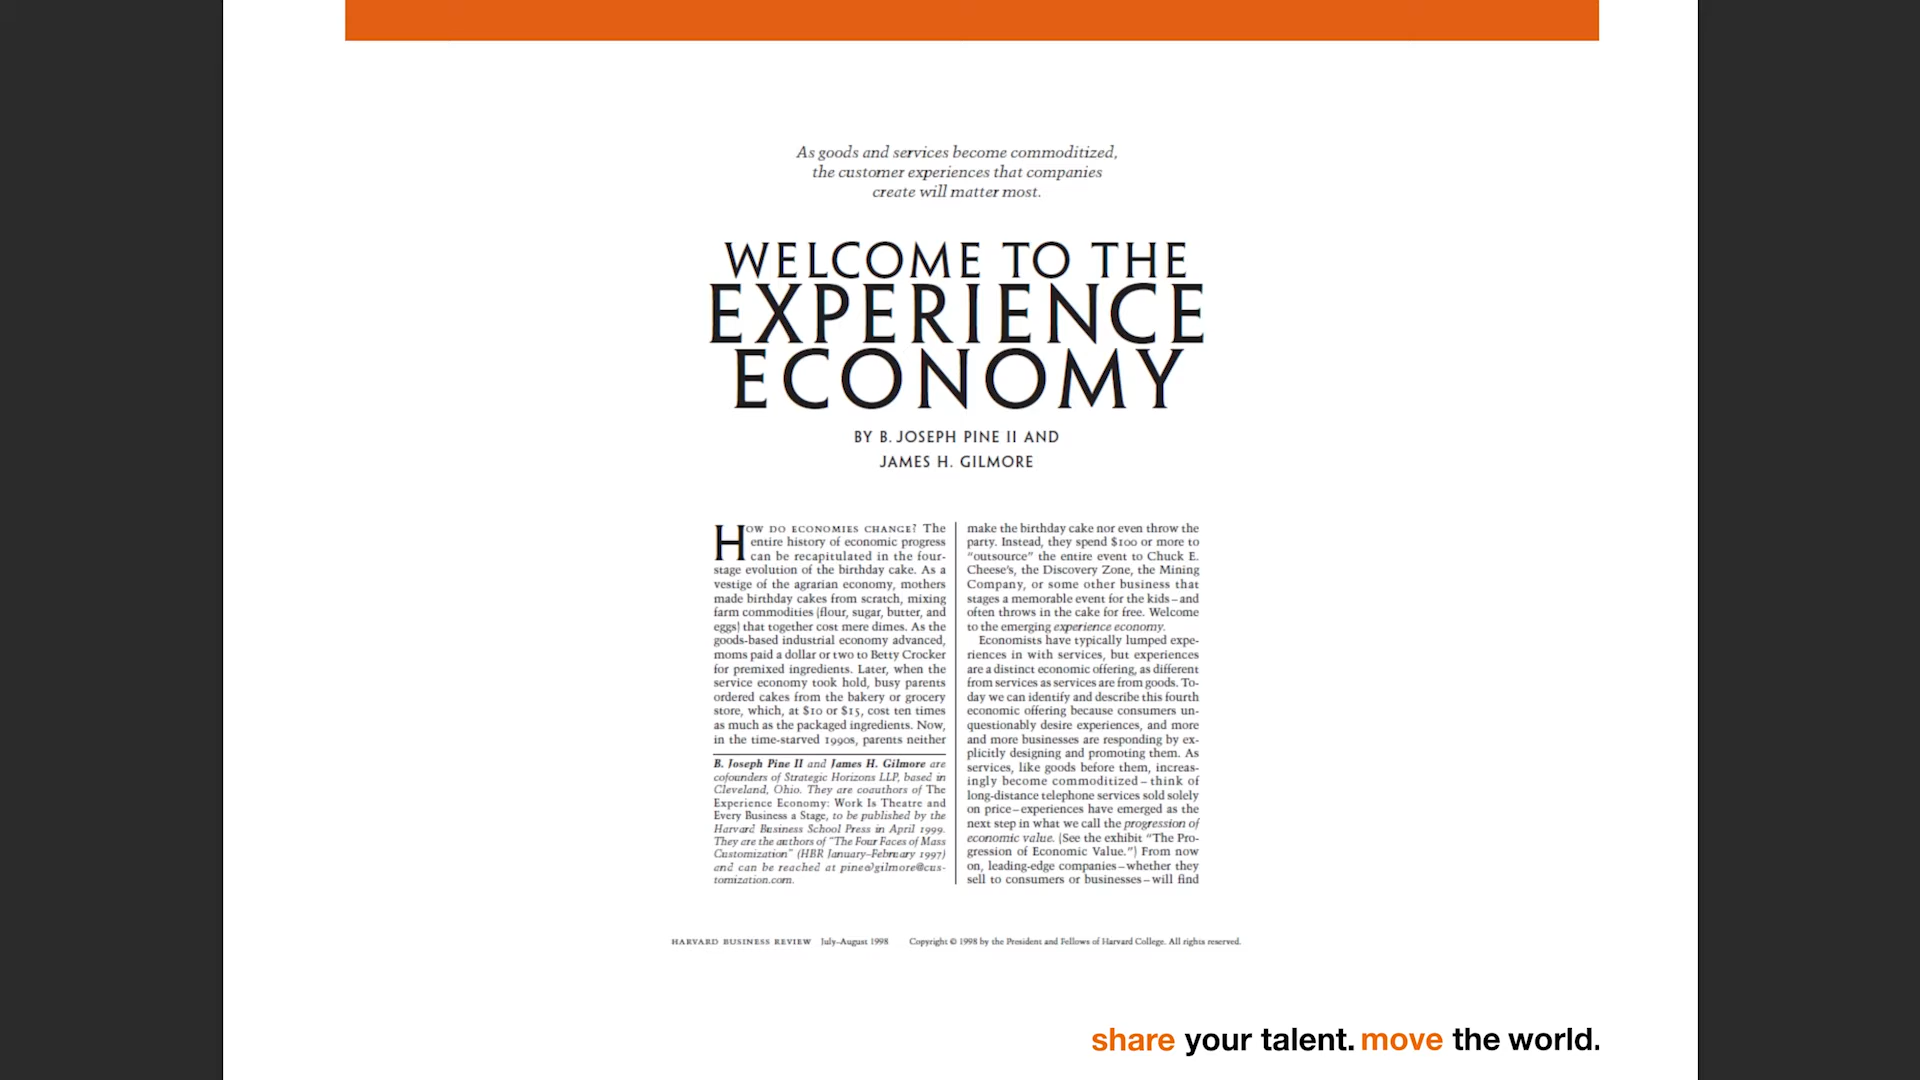 As goods and services become commoditized,
the customer experiences that companies
create will matter most.
WELCOME TO THE
EXPERIENCE
ECONOMY
BY B. JOSEPH PINE II AND
JAMES H. GILMORE
HOW DO ECONOMIES CHANGE? The
entire history of economic progress
can be recapitulated in the four-
stage evolution of the birthday cake. As a
vestige of the agrarian economy, mothers
made birthday cakes from scratch, mixing
farm commodities (flour, sugar, butter, and
eggs) that together cost mere dimes. As the
goods-based industrial economy advanced,
moms paid a dollar or two to Betty Crocker
for premixed ingredients. Later, when the
service economy took hold, busy parents
ordered cakes from the bakery or grocery
store, which, at $10 or $15, cost ten times
as much as the packaged ingredients. Now,
in the time-starved 1990s, parents neither
B. Joseph Pine II and James H. Gilmore are
cofounders of Strategic Horizons LLP, based in
Cleveland, Ohio. They are coauthors of The
Experience Economy: Work Is Theatre and
Every Business a Stage, to be published by the
Harvard Business School Press in April 1999.
They are the authors of "The Four Faces of Mass
Customization" (HBR January–February 1997)
and can be reached at pine&gilmore@cus-
tomization.com.
make the birthday cake nor even throw the
party. Instead, they spend $100 or more to
"outsource" the entire event to Chuck E.
Cheese's, the Discovery Zone, the Mining
Company, or some other business that
stages a memorable event for the kids – and
often throws in the cake for free. Welcome
to the emerging experience economy.
Economists have typically lumped expe-
riences in with services, but experiences
are a distinct economic offering, as different
from services as services are from goods. To-
day we can identify and describe this fourth
economic offering because consumers un-
questionably desire experiences, and more
and more businesses are responding by ex-
plicitly designing and promoting them. As
services, like goods before them, increas-
ingly become commoditized – think of
long-distance telephone services sold solely
on price – experiences have emerged as the
next step in what we call the progression of
economic value. (See the exhibit "The Pro-
gression of Economic Value.") From now
on, leading-edge companies – whether they
sell to consumers or businesses – will find
HARVARD BUSINESS REVIEW July–August 1998 Copyright © 1998 by the President and Fellows of Harvard College. All rights reserved.
share your talent. move the world.